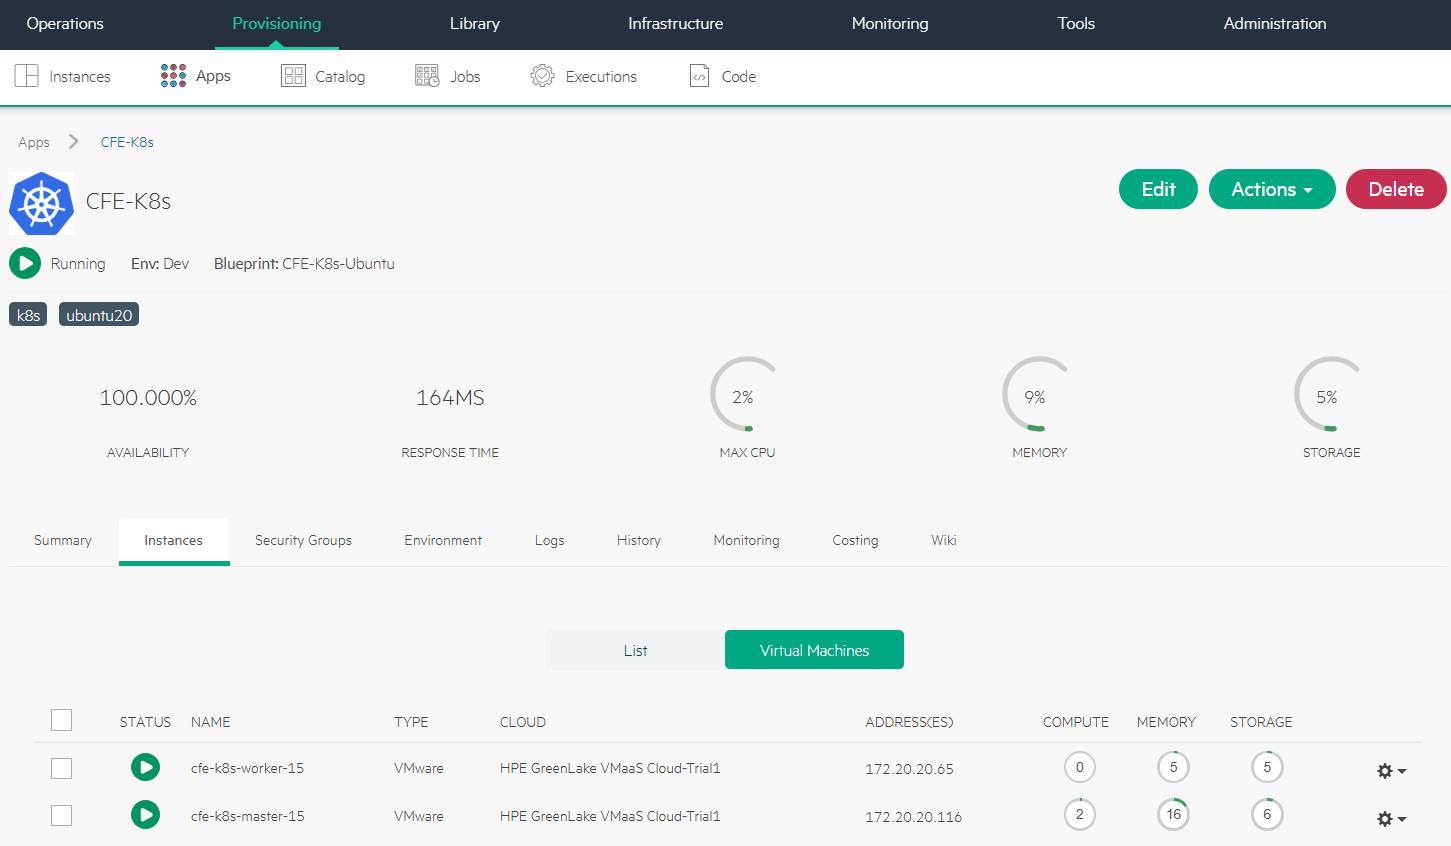 Operations Provisioning Library Infrastructure Monitoring Tools Administration
Instances Apps Catalog Jobs Executions Code
Apps CFE-K8s
CFE-K8s
Edit Actions Delete
Running Env: Dev Blueprint: CFE-K8s-Ubuntu
k8s ubuntu20
100.000% 164MS 2% 9% 5%
AVAILABILITY RESPONSE TIME MAX CPU MEMORY STORAGE
Summary Instances Security Groups Environment Logs History Monitoring Costing Wiki
List Virtual Machines
STATUS NAME TYPE CLOUD ADDRESS(ES) COMPUTE MEMORY STORAGE
cfe-k8s-worker-15 VMware HPE GreenLake VMaaS Cloud-Trial1 172.20.20.65 0 5 5
cfe-k8s-master-15 VMware HPE GreenLake VMaaS Cloud-Trial1 172.20.20.116 2 16 6